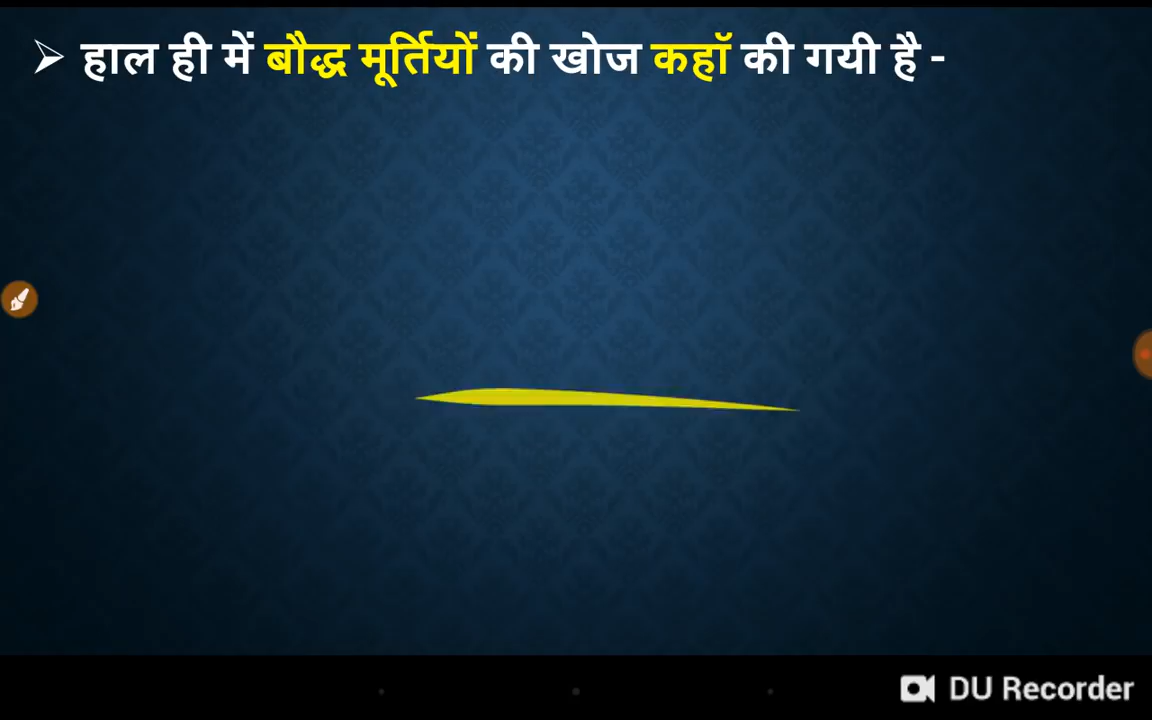 ➢ हाल ही में बौद्ध मूर्तियों की खोज कहॉ की गयी है -
DU Recorder